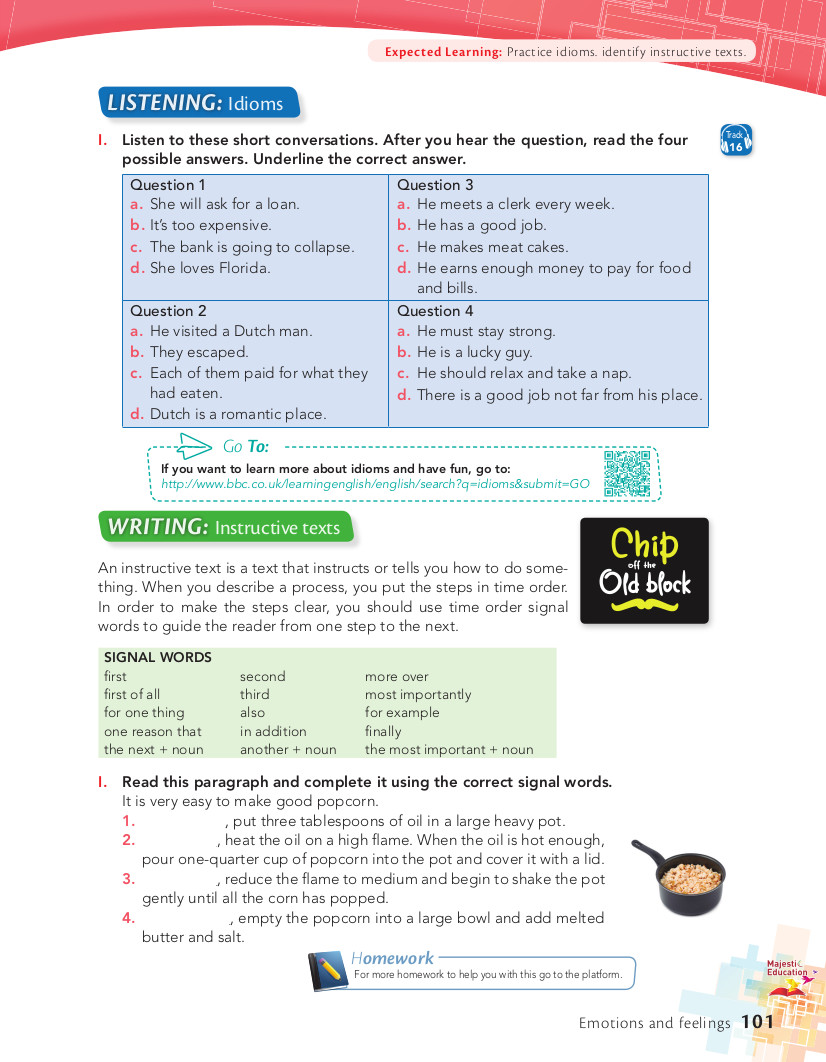 Expected Learning: Practice idioms. identify instructive texts.
LISTENING: Idioms
I. Listen to these short conversations. After you hear the question, read the four
possible answers. Underline the correct answer.
Track
16
Question 1
a. She will ask for a loan.
b. It's too expensive.
c. The bank is going to collapse.
d. She loves Florida.
Question 3
a. He meets a clerk every week.
b. He has a good job.
c. He makes meat cakes.
d. He earns enough money to pay for food
and bills.
Question 2
a. He visited a Dutch man.
b. They escaped.
c. Each of them paid for what they
had eaten.
d. Dutch is a romantic place.
Question 4
a. He must stay strong.
b. He is a lucky guy.
c. He should relax and take a nap.
d. There is a good job not far from his place.
Go To:
If you want to learn more about idioms and have fun, go to:
http://www.bbc.co.uk/learningenglish/english/search?q=idioms&submit=GO
WRITING: Instructive texts
An instructive text is a text that instructs or tells you how to do some-
thing. When you describe a process, you put the steps in time order.
In order to make the steps clear, you should use time order signal
words to guide the reader from one step to the next.
Chip
off the
Old block
SIGNAL WORDS
first second more over
first of all third most importantly
for one thing also for example
one reason that in addition finally
the next + noun another + noun the most important + noun
I. Read this paragraph and complete it using the correct signal words.
It is very easy to make good popcorn.
1. , put three tablespoons of oil in a large heavy pot.
2. , heat the oil on a high flame. When the oil is hot enough,
pour one-quarter cup of popcorn into the pot and cover it with a lid.
3. , reduce the flame to medium and begin to shake the pot
gently until all the corn has popped.
4. , empty the popcorn into a large bowl and add melted
butter and salt.
Homework
For more homework to help you with this go to the platform.
Majestic
Education
Emotions and feelings 101